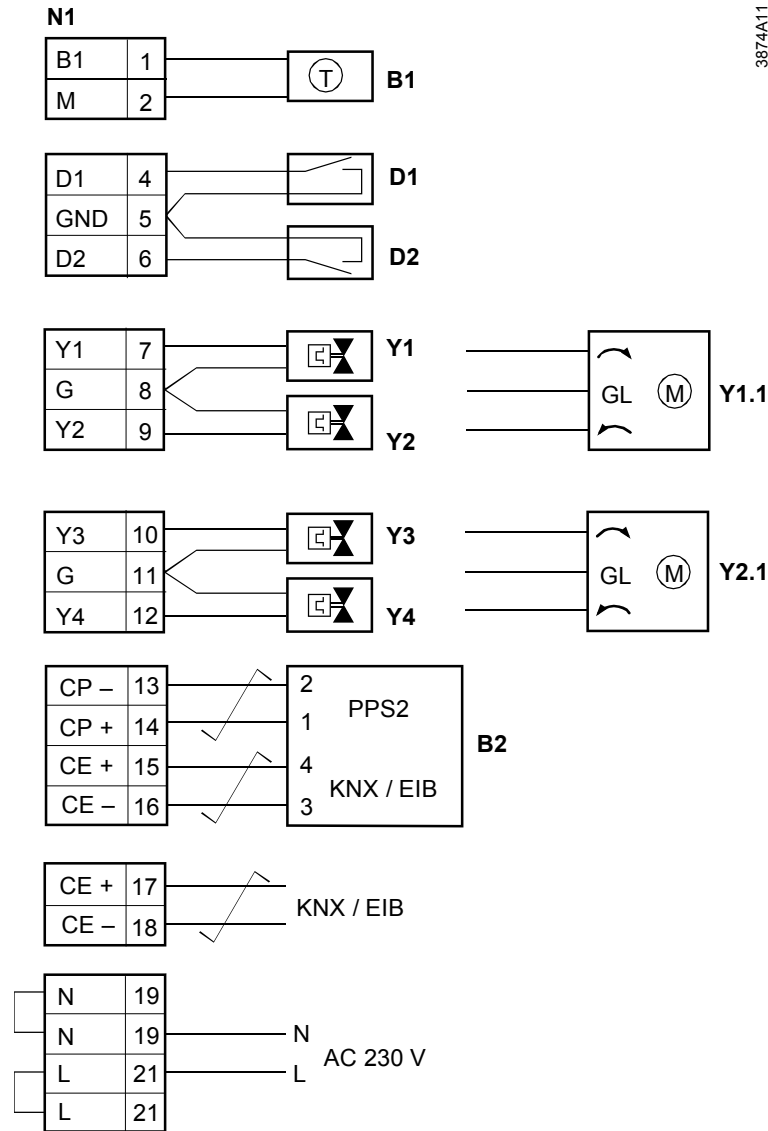 N1
3874A11
B1 1
M 2
T
B1
D1 4
GND 5
D2 6
D1
D2
Y1 7
G 8
Y2 9
Y1
Y2
GL M
Y1.1
Y3 10
G 11
Y4 12
Y3
Y4
GL M
Y2.1
CP – 13
CP + 14
CE + 15
CE – 16
2
1
4
3
PPS2
KNX / EIB
B2
CE + 17
CE – 18
KNX / EIB
N 19
N 19
L 21
L 21
N
L
AC 230 V